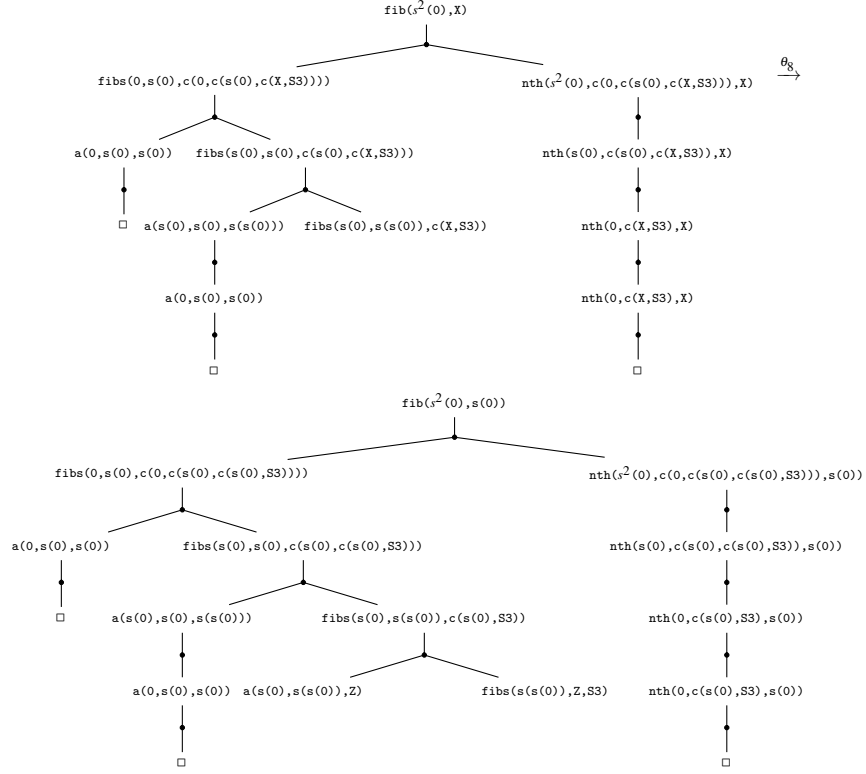 fib(s²(0),X)
θ₈
fibs(0,s(0),c(0,c(s(0),c(X,S3)))) nth(s²(0),c(0,c(s(0),c(X,S3))),X)
a(0,s(0),s(0)) fibs(s(0),s(0),c(s(0),c(X,S3))) nth(s(0),c(s(0),c(X,S3)),X)
□ a(s(0),s(0),s(s(0))) fibs(s(0),s(s(0)),c(X,S3)) nth(0,c(X,S3),X)
a(0,s(0),s(0)) nth(0,c(X,S3),X)
□ □
fib(s²(0),s(0))
fibs(0,s(0),c(0,c(s(0),c(s(0),S3)))) nth(s²(0),c(0,c(s(0),c(s(0),S3))),s(0))
a(0,s(0),s(0)) fibs(s(0),s(0),c(s(0),c(s(0),S3))) nth(s(0),c(s(0),c(s(0),S3)),s(0))
□ a(s(0),s(0),s(s(0))) fibs(s(0),s(s(0)),c(s(0),S3)) nth(0,c(s(0),S3),s(0))
a(0,s(0),s(0)) a(s(0),s(s(0)),Z) fibs(s(s(0)),Z,S3) nth(0,c(s(0),S3),s(0))
□ □